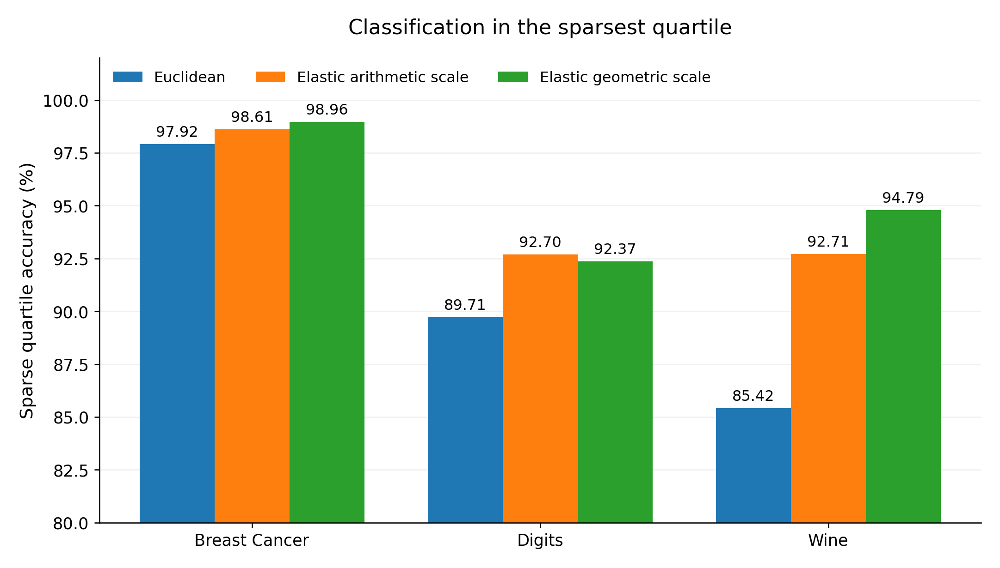 Classification in the sparsest quartile
Euclidean
Elastic arithmetic scale
Elastic geometric scale
Sparse quartile accuracy (%)
100.0
97.5
95.0
92.5
90.0
87.5
85.0
82.5
80.0
97.92
98.61
98.96
89.71
92.70
92.37
85.42
92.71
94.79
Breast Cancer
Digits
Wine